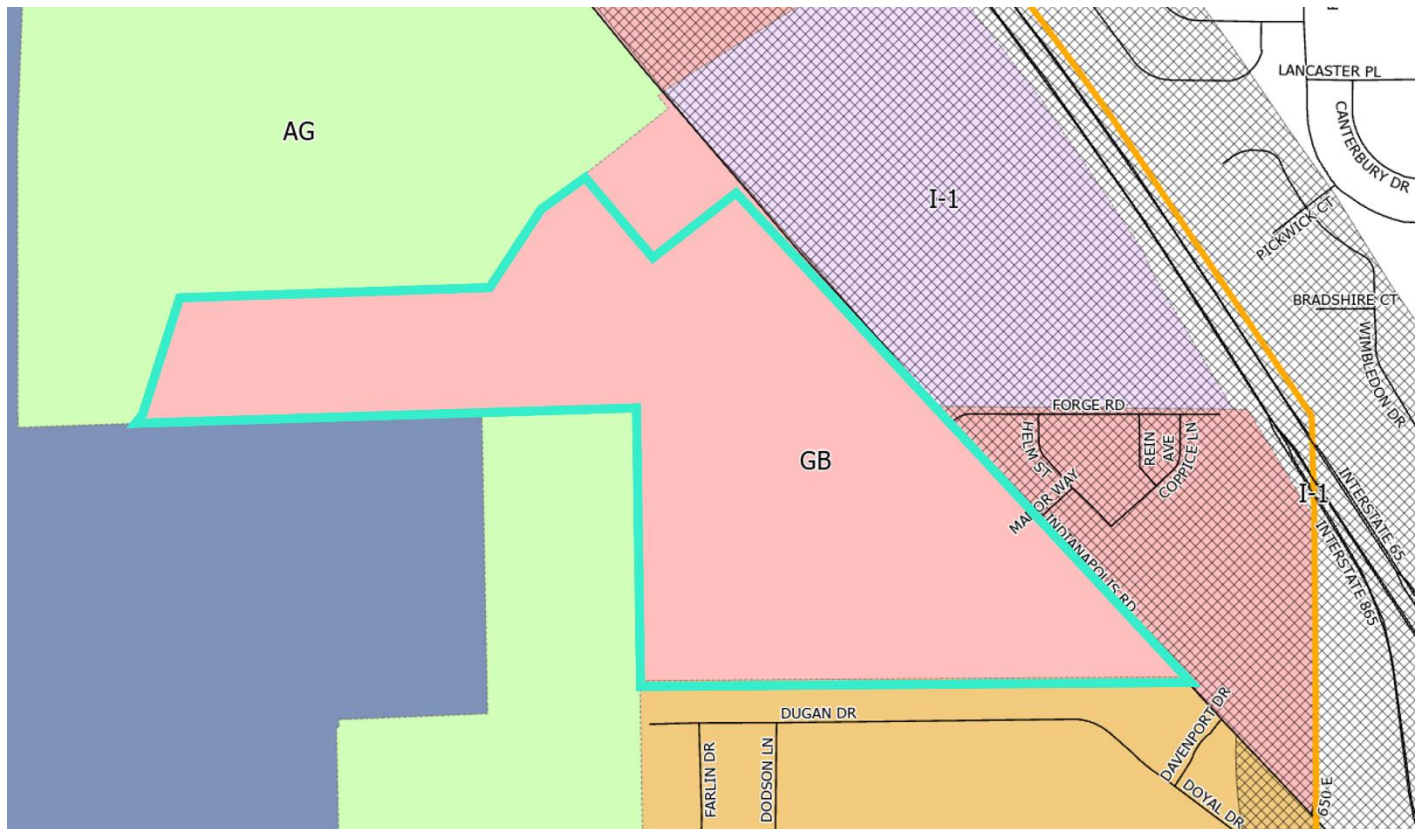 LANCASTER PL
CANTERBURY DR
AG
I-1
PICKWICK CT
BRADSHIRE CT
WIMBLEDON DR
FORGE RD
HELM ST
REIN
AVE
COPPICE LN
GB
MANOR WAY
I-1
INTERSTATE 65
INDIANAPOLIS RD
INTERSTATE 865
DUGAN DR
DAVENPORT DR
FARLIN DR
DODSON LN
DOYAL DR
650 E